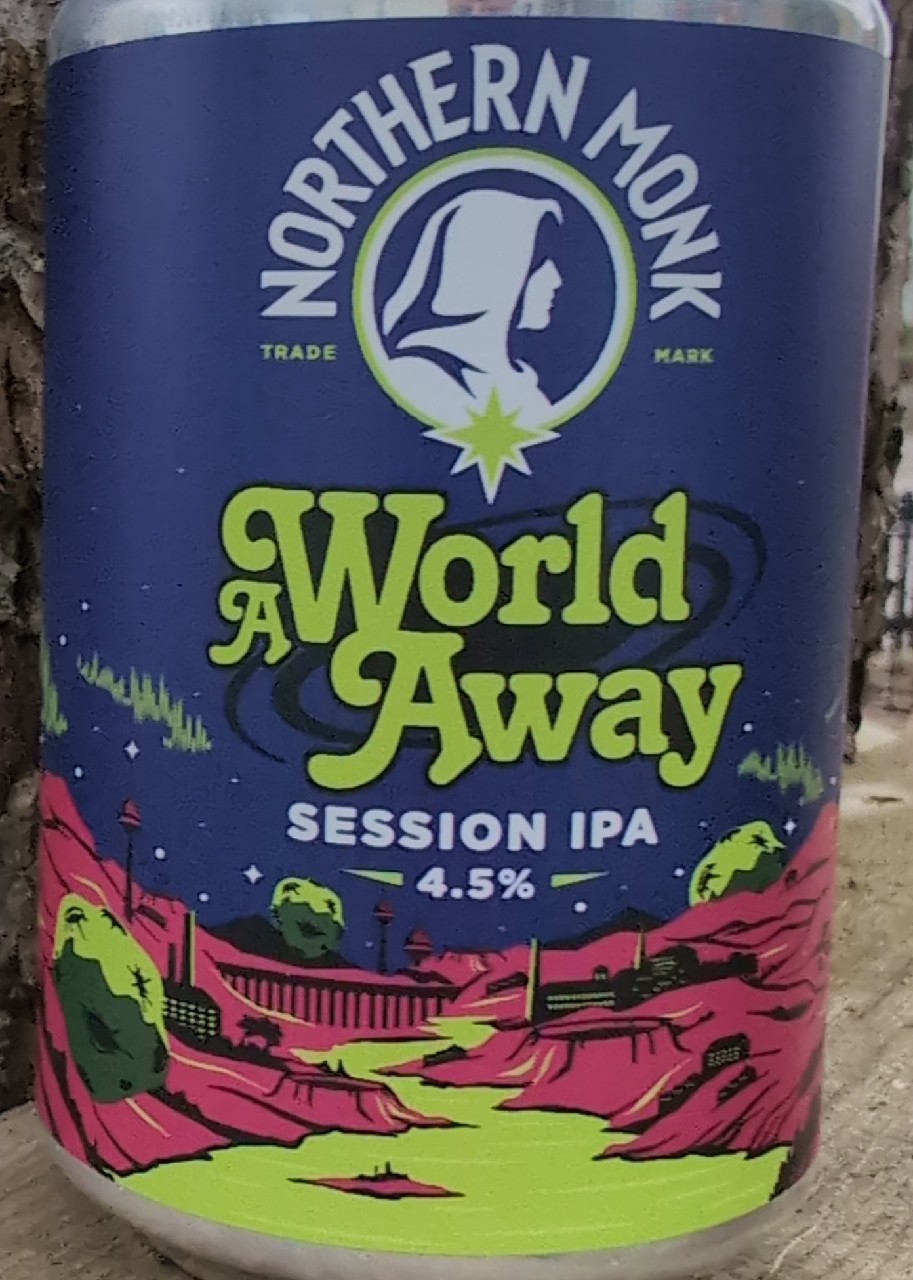 NORTHERN MONK
TRADE MARK
A World
Away
SESSION IPA
4.5%